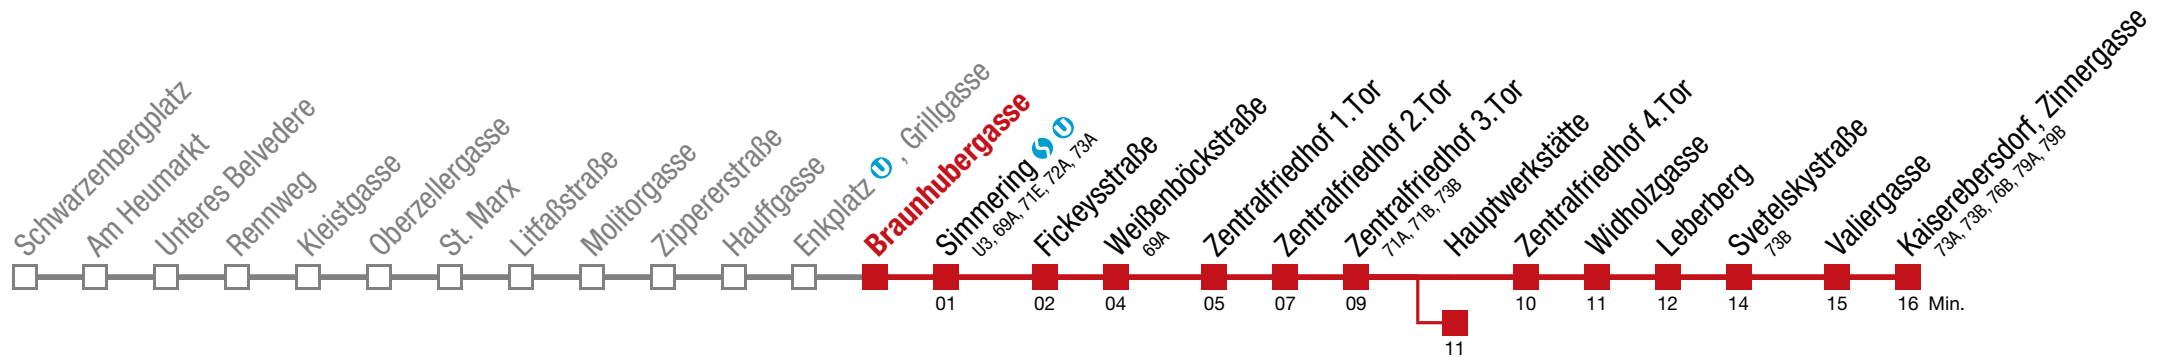 Schwarzenbergplatz
Am Heumarkt
Unteres Belvedere
Rennweg
Kleistgasse
Oberzellergasse
St. Marx
Litfaßstraße
Molitorgasse
Zippererstraße
Hauffgasse
Enkplatz U , Grillgasse
Braunhubergasse
Simmering S U
U3, 69A, 71E, 72A, 73A
Fickeysstraße
Weißenböckstraße
69A
Zentralfriedhof 1.Tor
Zentralfriedhof 2.Tor
Zentralfriedhof 3.Tor
71A, 71B, 73B
Hauptwerkstätte
Zentralfriedhof 4.Tor
Widholzgasse
Leberberg
Svetelskystraße
73B
Valiergasse
Kaiserebersdorf, Zinnergasse
73A, 73B, 76B, 79A, 79B
01 02 04 05 07 09 10 11 12 14 15 16 Min.
11